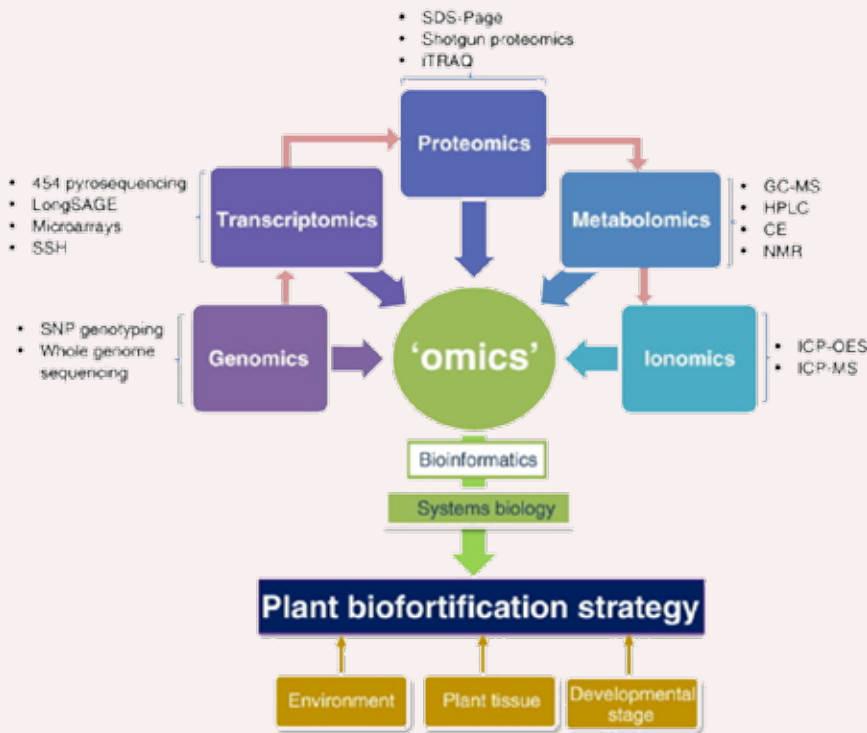 • SDS-Page
• Shotgun proteomics
• iTRAQ
Proteomics
• 454 pyrosequencing
• LongSAGE
• Microarrays
• SSH
Transcriptomics
Metabolomics
• GC-MS
• HPLC
• CE
• NMR
• SNP genotyping
• Whole genome
sequencing
Genomics
'omics'
Ionomics
• ICP-OES
• ICP-MS
Bioinformatics
Systems biology
Plant biofortification strategy
Environment
Plant tissue
Developmental
stage